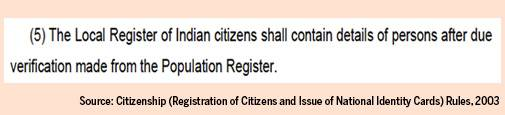 (5) The Local Register of Indian citizens shall contain details of persons after due
verification made from the Population Register.
Source: Citizenship (Registration of Citizens and Issue of National Identity Cards) Rules, 2003